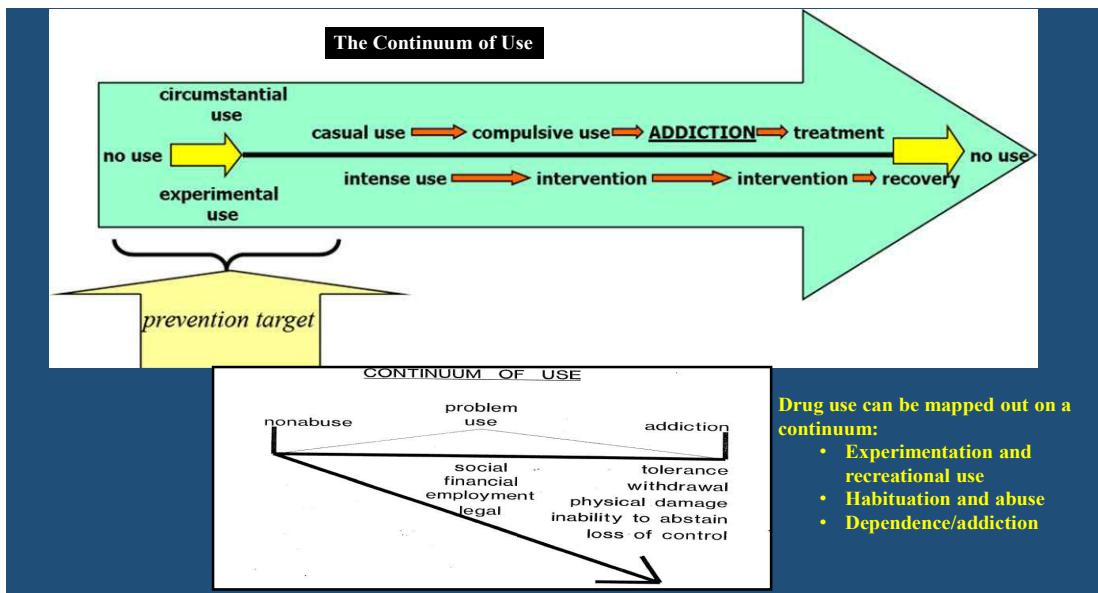 The Continuum of Use
circumstantial
use
casual use compulsive use ADDICTION treatment
no use no use
intense use intervention intervention recovery
experimental
use
prevention target
CONTINUUM OF USE
problem
use
nonabuse addiction
social
financial
employment
legal
tolerance
withdrawal
physical damage
inability to abstain
loss of control
Drug use can be mapped out on a
continuum:
• Experimentation and
recreational use
• Habituation and abuse
• Dependence/addiction